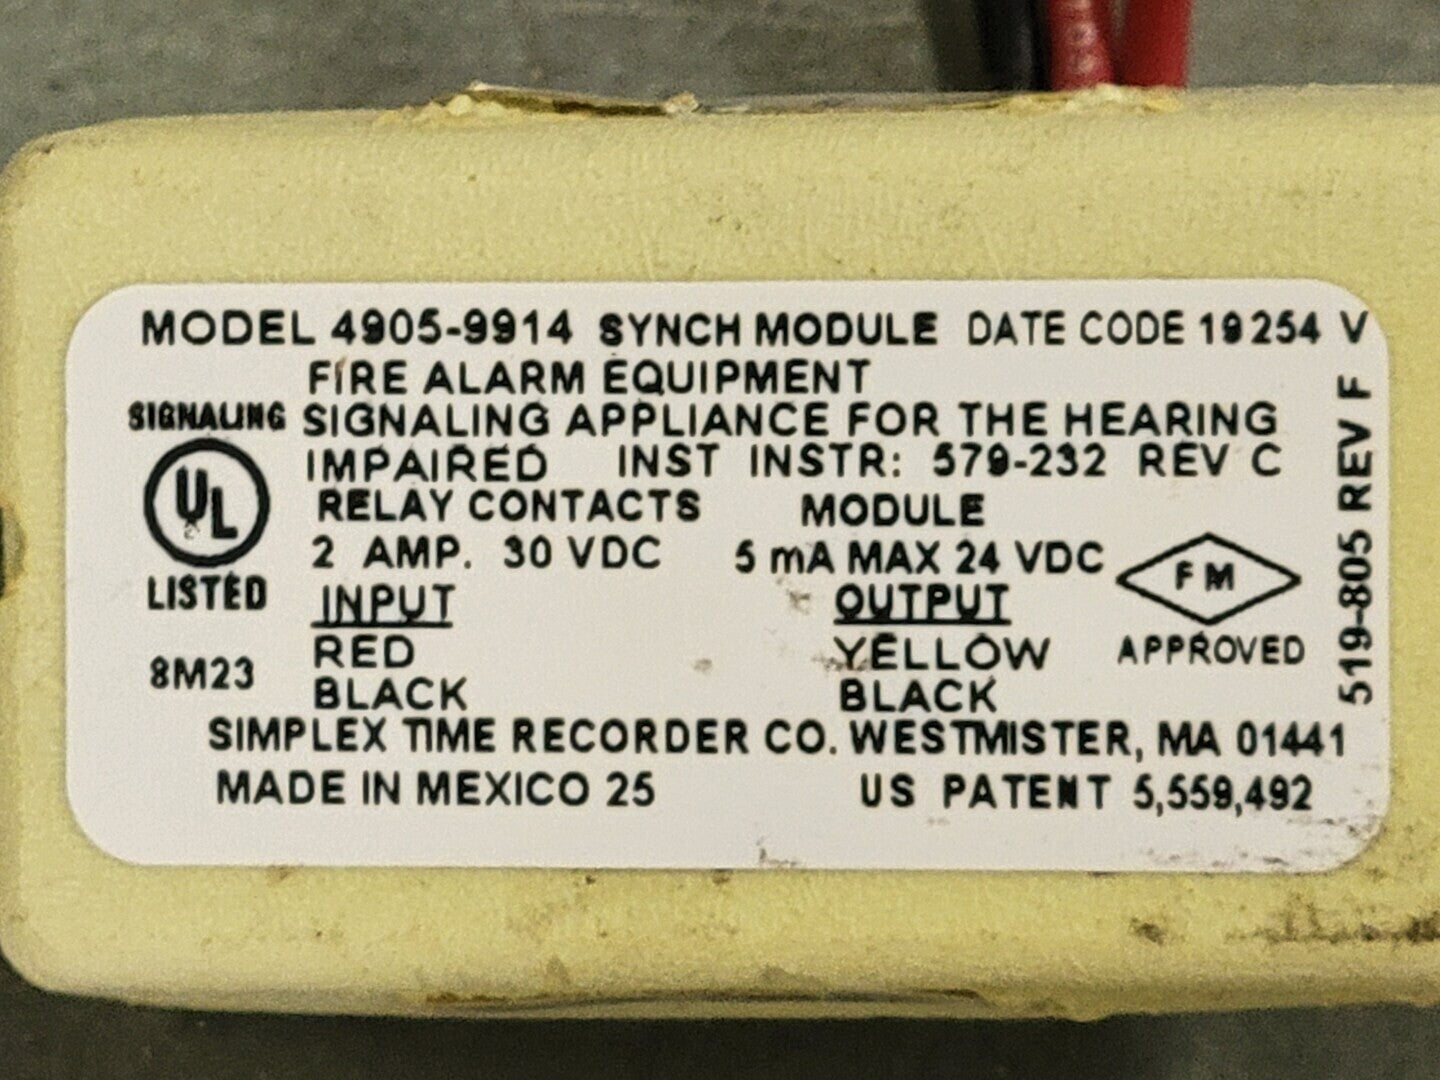 MODEL 4905-9914 SYNCH MODULE DATE CODE 19254 V
FIRE ALARM EQUIPMENT
SIGNALING
SIGNALING APPLIANCE FOR THE HEARING
IMPAIRED INST INSTR: 579-232 REV C
UL
LISTED
8M23
RELAY CONTACTS MODULE
2 AMP. 30 VDC 5 mA MAX 24 VDC
INPUT OUTPUT
RED YELLOW
BLACK BLACK
FM
APPROVED
519-805 REV F
SIMPLEX TIME RECORDER CO. WESTMISTER, MA 01441
MADE IN MEXICO 25 US PATENT 5,559,492